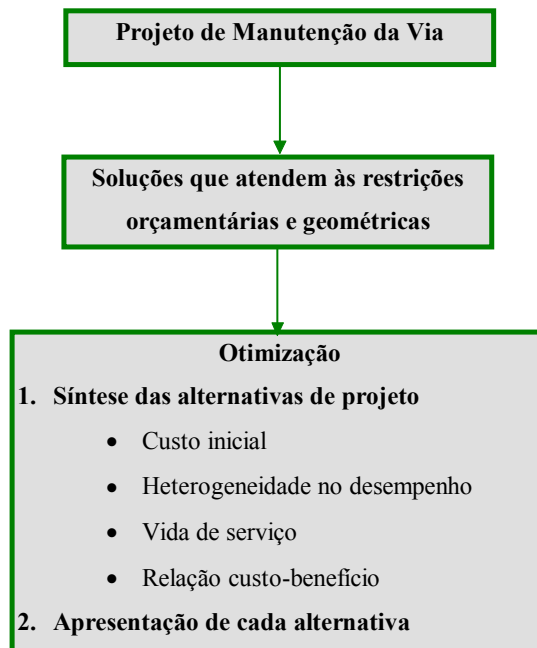 Projeto de Manutenção da Via
Soluções que atendem às restrições
orçamentárias e geométricas
Otimização
1. Síntese das alternativas de projeto
• Custo inicial
• Heterogeneidade no desempenho
• Vida de serviço
• Relação custo-benefício
2. Apresentação de cada alternativa